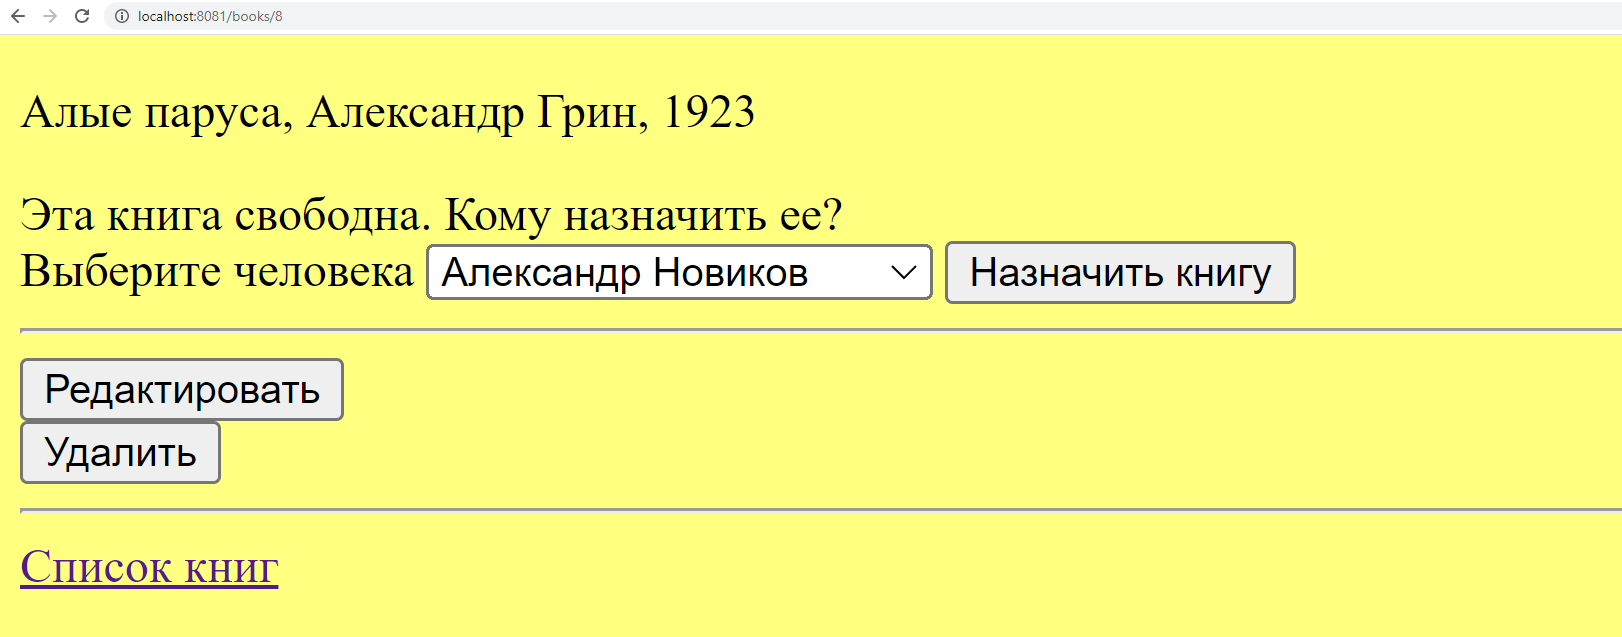 localhost:8081/books/8
Алые паруса, Александр Грин, 1923
Эта книга свободна. Кому назначить ее?
Выберите человека Александр Новиков Назначить книгу
Редактировать
Удалить
Список книг